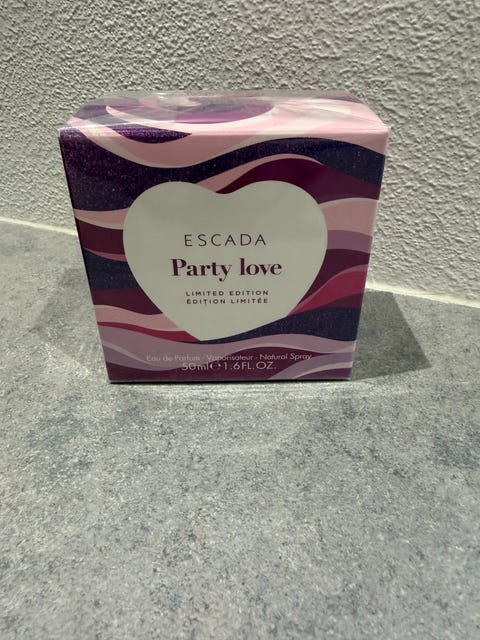 ESCADA
Party love
LIMITED EDITION
ÉDITION LIMITÉE
Eau de Parfum · Vaporisateur · Natural Spray
50ml ℮ 1.6FL.OZ.